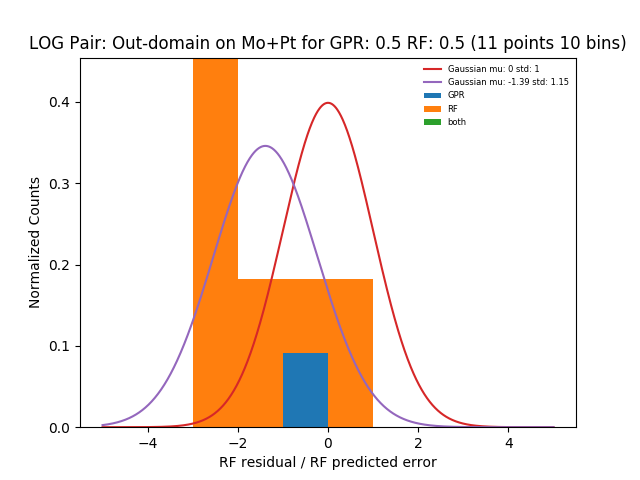 LOG Pair: Out-domain on Mo+Pt for GPR: 0.5 RF: 0.5 (11 points 10 bins)
Gaussian mu: 0 std: 1
Gaussian mu: -1.39 std: 1.15
GPR
RF
both
Normalized Counts
0.4
0.3
0.2
0.1
0.0
−4
−2
0
2
4
RF residual / RF predicted error